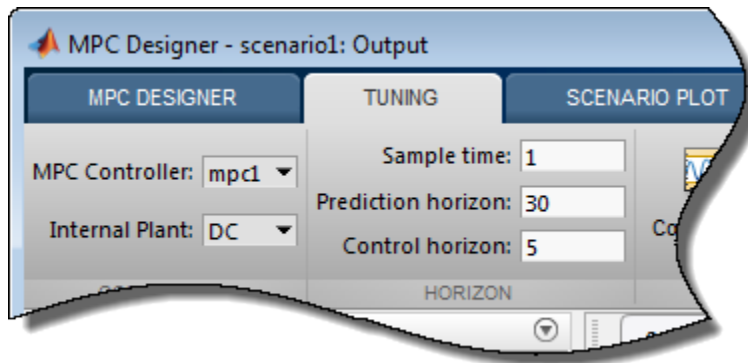 MPC Designer - scenario1: Output
MPC DESIGNER
TUNING
SCENARIO PLOT
MPC Controller: mpc1
Internal Plant: DC
Sample time: 1
Prediction horizon: 30
Control horizon: 5
HORIZON